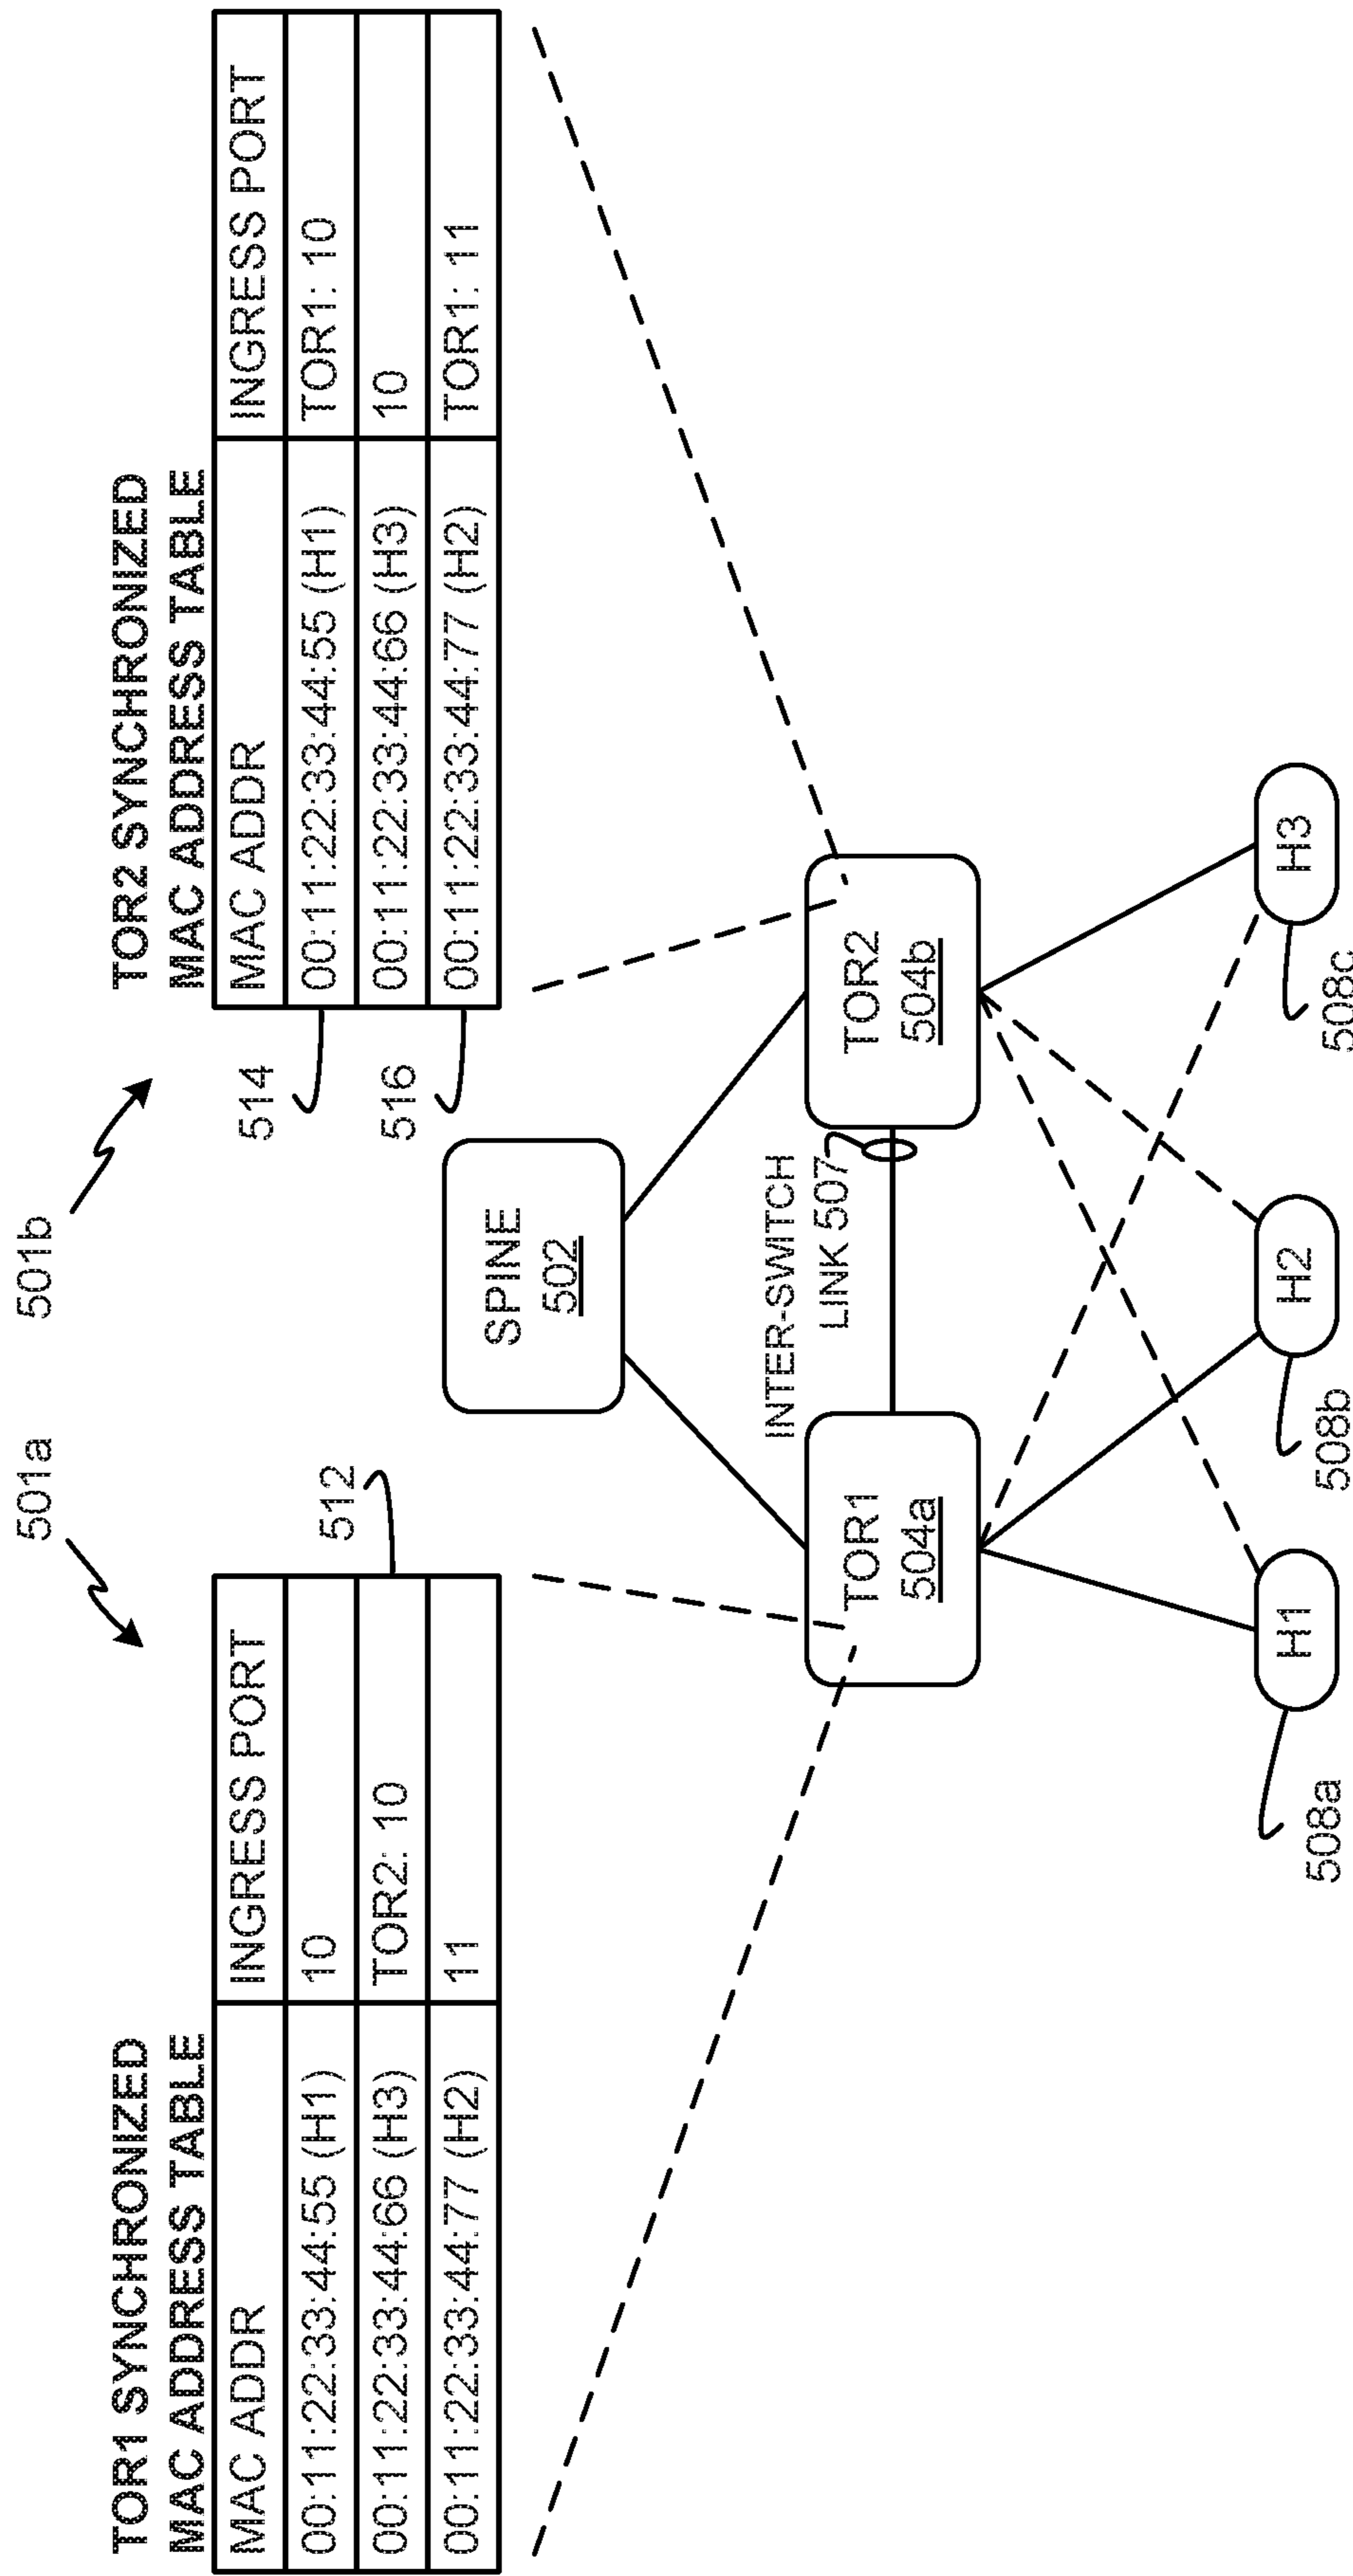 501a
501b
TOR1 SYNCHRONIZED
MAC ADDRESS TABLE
MAC ADDR INGRESS PORT
00:11:22:33:44:55 (H1) 10
00:11:22:33:44:66 (H3) TOR2: 10
00:11:22:33:44:77 (H2) 11
512
TOR2 SYNCHRONIZED
MAC ADDRESS TABLE
MAC ADDR INGRESS PORT
00:11:22:33:44:55 (H1) TOR1: 10
00:11:22:33:44:66 (H3) 10
00:11:22:33:44:77 (H2) TOR1: 11
514
516
SPINE
502
INTER-SWITCH
LINK 507
TOR1
504a
TOR2
504b
H1
H2
H3
508a
508b
508c